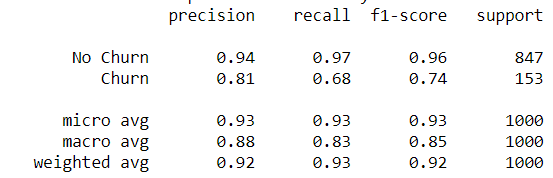 precision recall f1-score support
No Churn 0.94 0.97 0.96 847
Churn 0.81 0.68 0.74 153
micro avg 0.93 0.93 0.93 1000
macro avg 0.88 0.83 0.85 1000
weighted avg 0.92 0.93 0.92 1000